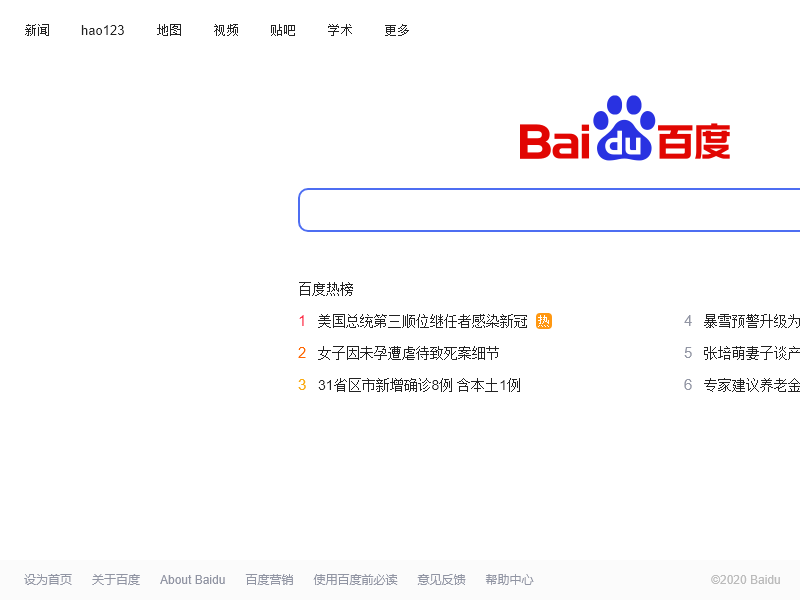 新闻 hao123 地图 视频 贴吧 学术 更多
Bai du 百度
百度热榜
1 美国总统第三顺位继任者感染新冠 热
2 女子因未孕遭虐待致死案细节
3 31省区市新增确诊8例 含本土1例
4 暴雪预警升级为
5 张培萌妻子谈产
6 专家建议养老金
设为首页 关于百度 About Baidu 百度营销 使用百度前必读 意见反馈 帮助中心 ©2020 Baidu